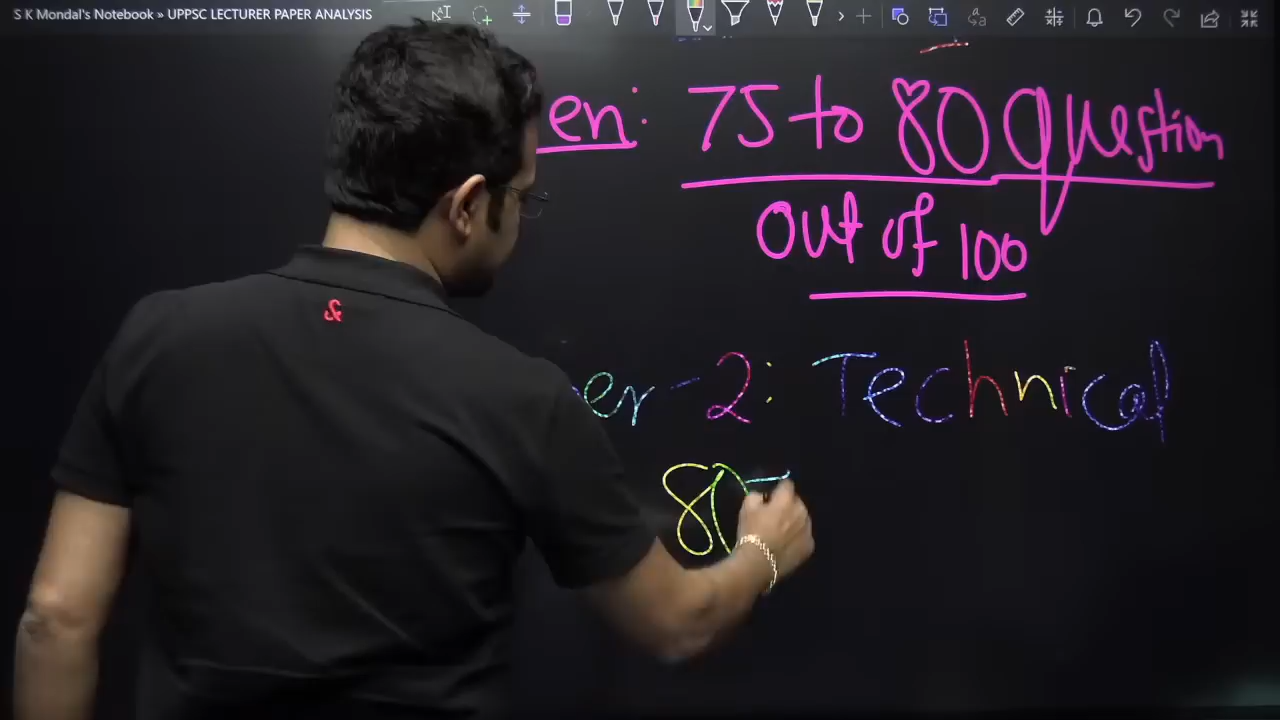 S K Mondal's Notebook » UPPSC LECTURER PAPER ANALYSIS
en: 75 to 80 question
out of 100
er-2: Technical
80